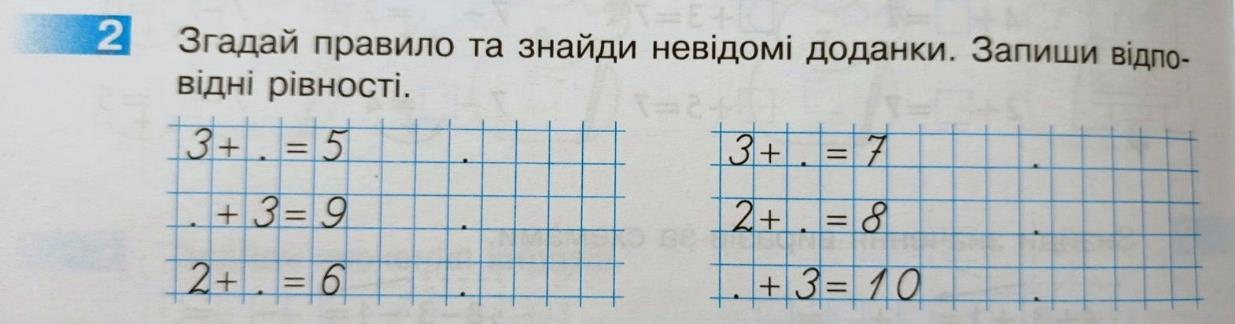 2
Згадай правило та знайди невідомі доданки. Запиши відпо-
відні рівності.
3 + . = 5 .
. + 3 = 9 .
2 + . = 6 .
3 + . = 7 .
2 + . = 8 .
. + 3 = 10 .